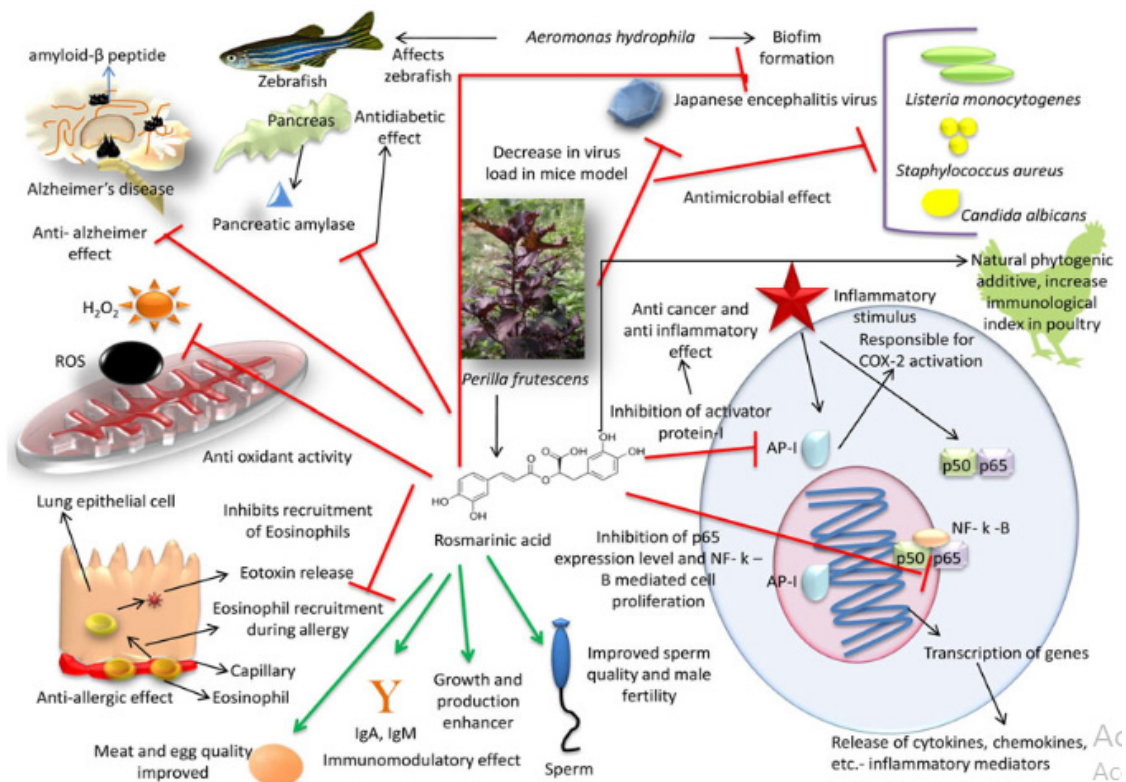 Aeromonas hydrophila
Biofim
formation
amyloid-β peptide
Zebrafish
Affects
zebrafish
Japanese encephalitis virus
Listeria monocytogenes
Staphylococcus aureus
Candida albicans
Pancreas
Antidiabetic
effect
Alzheimer's disease
Pancreatic amylase
Decrease in virus
load in mice model
Antimicrobial effect
Anti- alzheimer
effect
Natural phytogenic
additive, increase
immunological
index in poultry
H₂O₂
ROS
Anti oxidant activity
Perilla frutescens
Anti cancer and
anti inflammatory
effect
Inflammatory
stimulus
Responsible for
COX-2 activation
Inhibition of activator
protein-I
AP-I
p50
p65
OH
OH
O
OH
O
O
HO
OH
Rosmarinic acid
Lung epithelial cell
Inhibits recruitment
of Eosinophils
Eotoxin release
Eosinophil recruitment
during allergy
Capillary
Eosinophil
Anti-allergic effect
Inhibition of p65
expression level and NF- k –
B mediated cell
proliferation
NF- k -B
p50
p65
AP-I
Transcription of genes
Release of cytokines, chemokines,
etc.- inflammatory mediators
Meat and egg quality
improved
Y
IgA, IgM
Immunomodulatory effect
Growth and
production
enhancer
Improved sperm
quality and male
fertility
Sperm